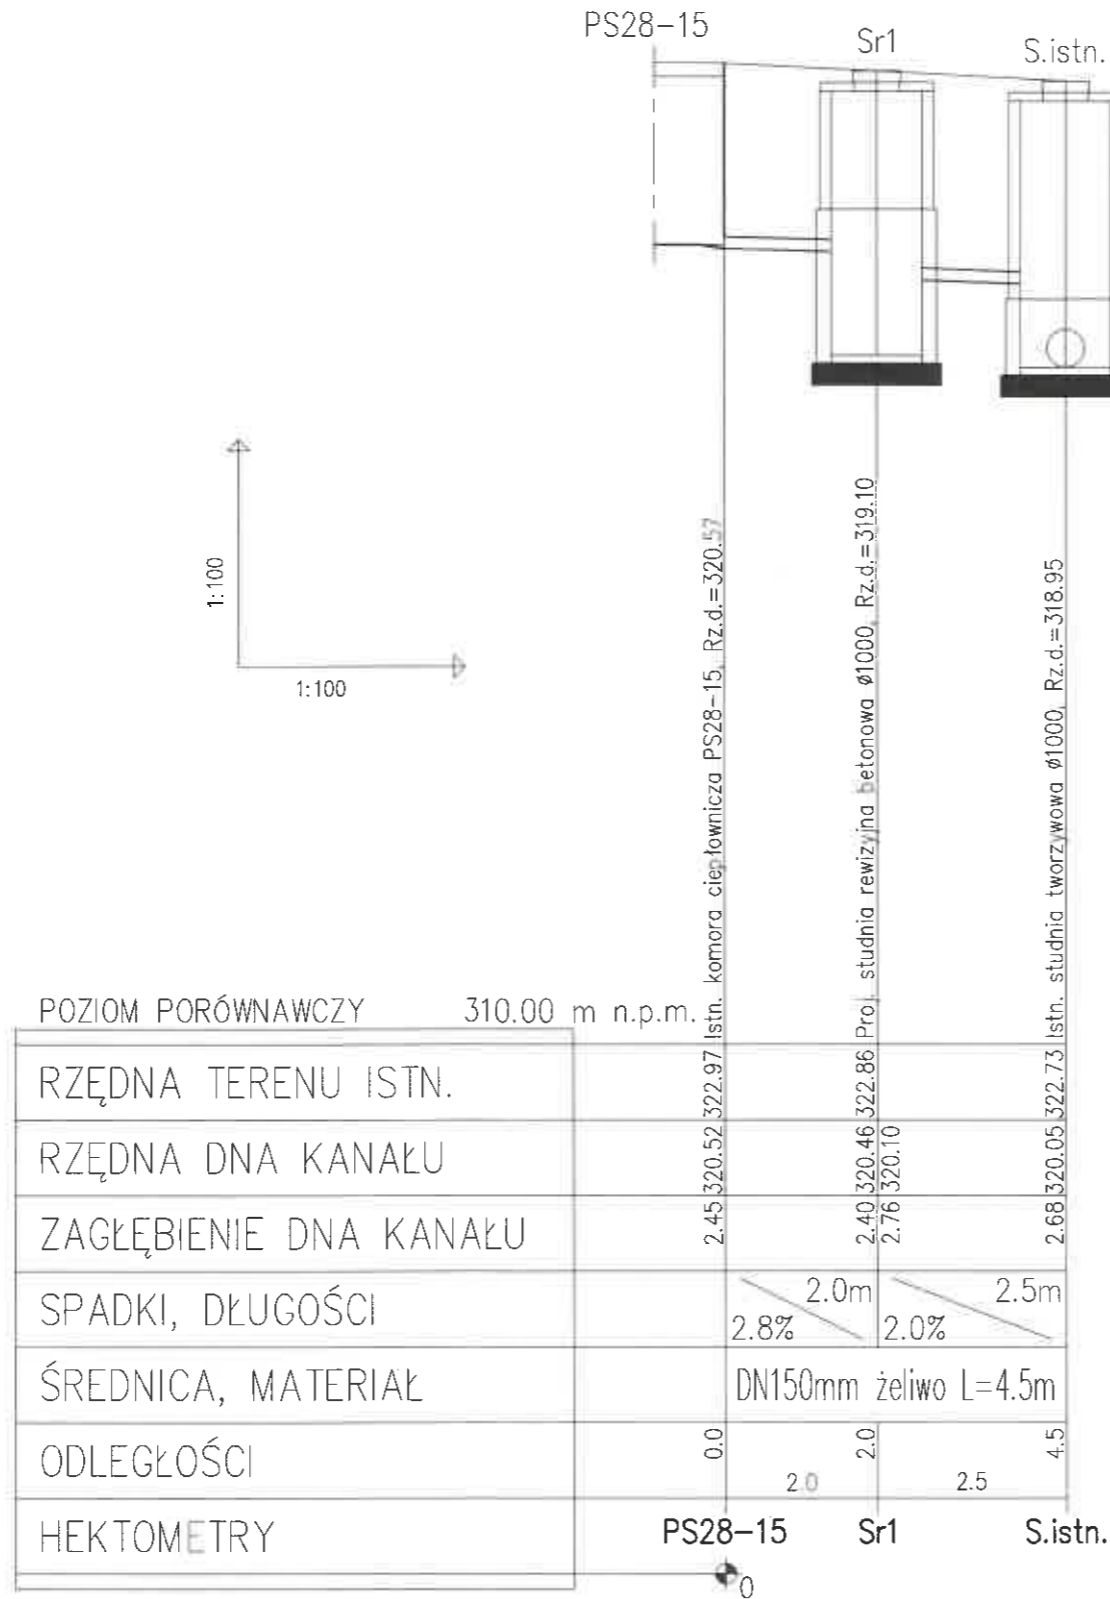 PS28-15
Sr1
S.istn.
1:100
1:100
Istn. komora ciepłownicza PS28-15, Rz.d.=320.57
Proj. studnia rewizyjna betonowa ø1000, Rz.d.=319.10
Istn. studnia tworzywowa ø1000, Rz.d.=318.95
POZIOM PORÓWNAWCZY 310.00 m n.p.m.
RZĘDNA TERENU ISTN. 322.97 322.86 322.73
RZĘDNA DNA KANAŁU 320.52 320.46 320.10 320.05
ZAGŁĘBIENIE DNA KANAŁU 2.45 2.40 2.76 2.68
SPADKI, DŁUGOŚCI 2.8% 2.0m 2.0% 2.5m
ŚREDNICA, MATERIAŁ DN150mm żeliwo L=4.5m
ODLEGŁOŚCI 0.0 2.0 2.0 2.5 4.5
HEKTOMETRY PS28-15 Sr1 S.istn.
0